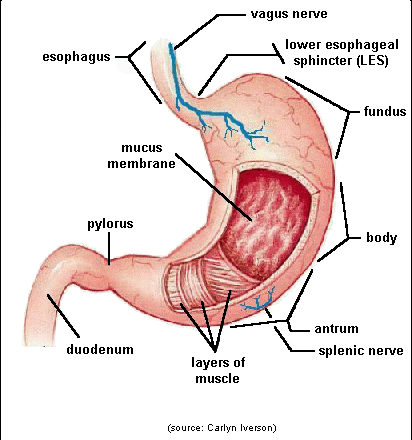 vagus nerve
lower esophageal
sphincter (LES)
esophagus
fundus
mucus
membrane
pylorus
body
antrum
duodenum
splenic nerve
layers of
muscle
(source: Carlyn Iverson)